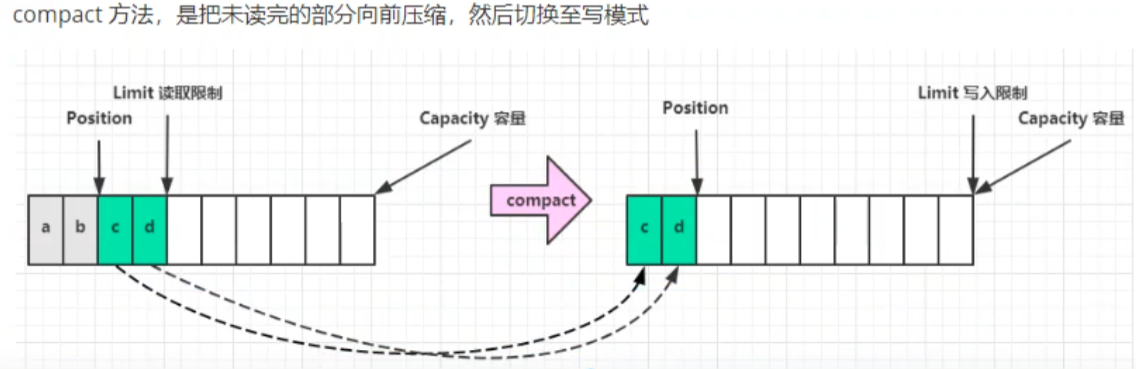 compact 方法，是把未读完的部分向前压缩，然后切换至写模式
Limit 读取限制
Position
Capacity 容量
a b c d
compact
Position
Limit 写入限制
Capacity 容量
c d